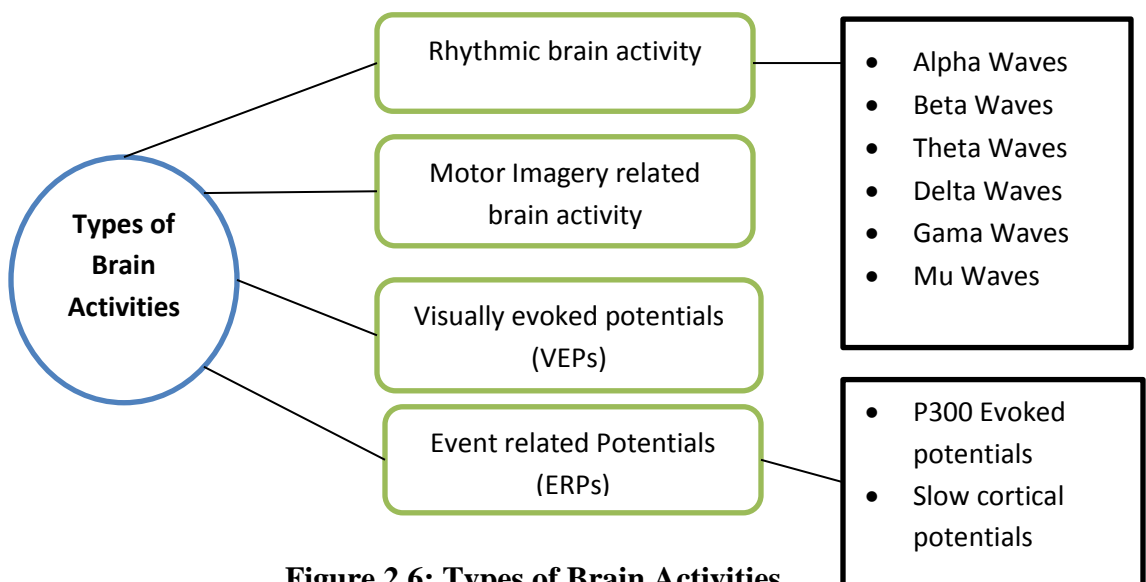 Types of
Brain
Activities
Rhythmic brain activity
Motor Imagery related
brain activity
Visually evoked potentials
(VEPs)
Event related Potentials
(ERPs)
• Alpha Waves
• Beta Waves
• Theta Waves
• Delta Waves
• Gama Waves
• Mu Waves
• P300 Evoked
potentials
• Slow cortical
potentials
Figure 2.6: Types of Brain Activities